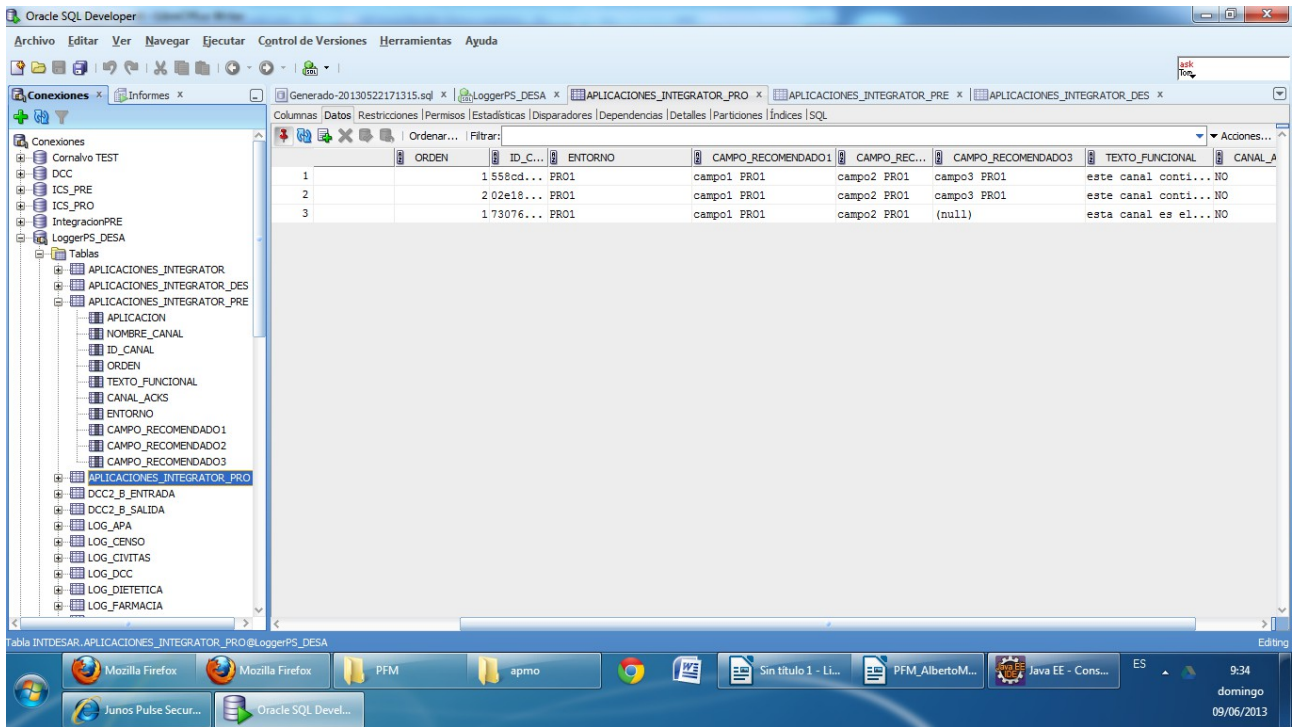 Oracle SQL Developer
Archivo Editar Ver Navegar Ejecutar Control de Versiones Herramientas Ayuda
ask
Tom
Conexiones x Informes x
Generado-20130522171315.sql x LoggerPS_DESA x APLICACIONES_INTEGRATOR_PRO x APLICACIONES_INTEGRATOR_PRE x APLICACIONES_INTEGRATOR_DES x
Columnas Datos Restricciones |Permisos |Estadísticas |Disparadores |Dependencias |Detalles |Particiones |Índices |SQL
Ordenar... Filtrar: Acciones...
ORDEN ID_C... ENTORNO CAMPO_RECOMENDADO1 CAMPO_REC... CAMPO_RECOMENDADO3 TEXTO_FUNCIONAL CANAL_A
1 1 558cd... PRO1 campo1 PRO1 campo2 PRO1 campo3 PRO1 este canal conti... NO
2 2 02e18... PRO1 campo1 PRO1 campo2 PRO1 campo3 PRO1 este canal conti... NO
3 1 73076... PRO1 campo1 PRO1 campo2 PRO1 (null) esta canal es el... NO
Conexiones
Cornalvo TEST
DCC
ICS_PRE
ICS_PRO
IntegracionPRE
LoggerPS_DESA
Tablas
APLICACIONES_INTEGRATOR
APLICACIONES_INTEGRATOR_DES
APLICACIONES_INTEGRATOR_PRE
APLICACION
NOMBRE_CANAL
ID_CANAL
ORDEN
TEXTO_FUNCIONAL
CANAL_ACKS
ENTORNO
CAMPO_RECOMENDADO1
CAMPO_RECOMENDADO2
CAMPO_RECOMENDADO3
APLICACIONES_INTEGRATOR_PRO
DCC2_B_ENTRADA
DCC2_B_SALIDA
LOG_APA
LOG_CENSO
LOG_CIVITAS
LOG_DCC
LOG_DIETETICA
LOG_FARMACIA
Tabla INTDESAR.APLICACIONES_INTEGRATOR_PRO@LoggerPS_DESA Editing
Mozilla Firefox Mozilla Firefox PFM apmo Sin título 1 - Li... PFM_AlbertoM... Java EE - Cons... ES 9:34
domingo
Junos Pulse Secur... Oracle SQL Devel... 09/06/2013